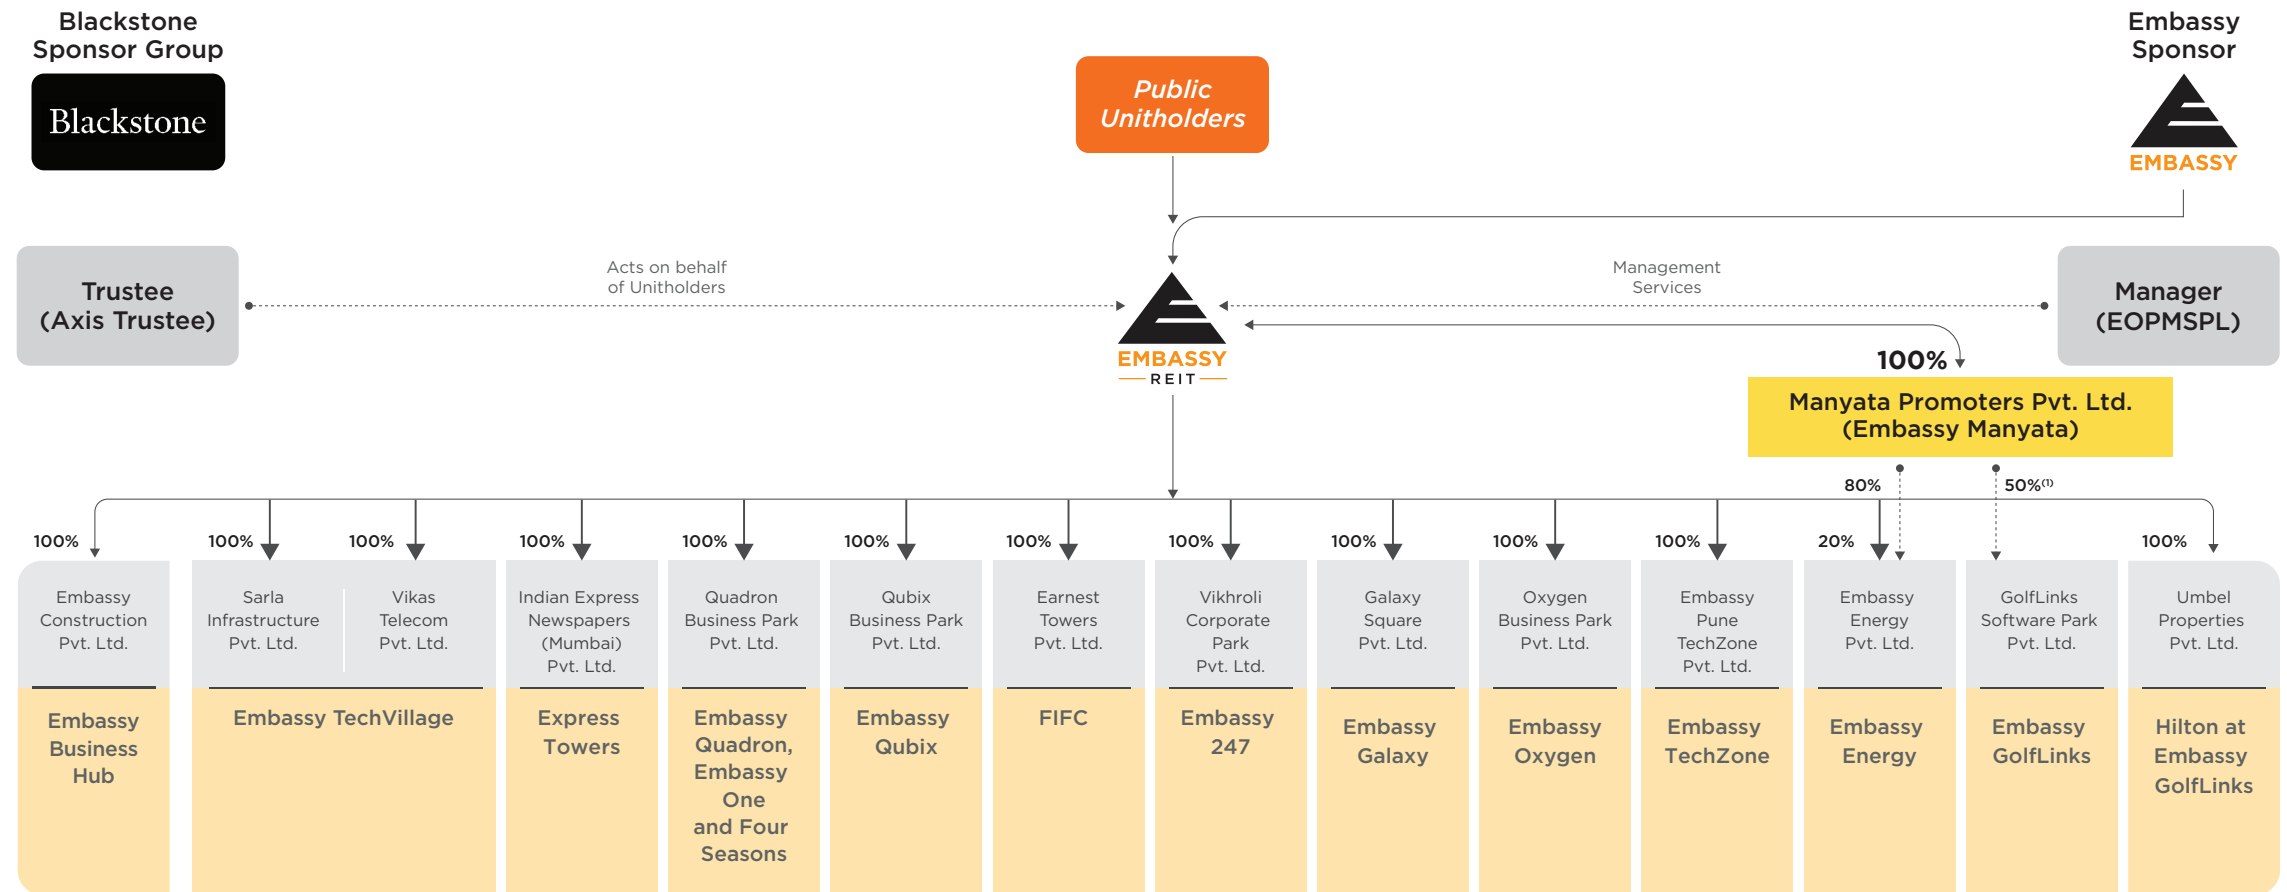 Blackstone
Sponsor Group
Blackstone
Public
Unitholders
Embassy
Sponsor
EMBASSY
Trustee
(Axis Trustee)
Acts on behalf
of Unitholders
EMBASSY
REIT
Management
Services
Manager
(EOPMSPL)
100%
Manyata Promoters Pvt. Ltd.
(Embassy Manyata)
80%
50%(1)
100%
100%
100%
100%
100%
100%
100%
100%
100%
100%
100%
20%
100%
Embassy
Construction
Pvt. Ltd.
Sarla
Infrastructure
Pvt. Ltd.
Vikas
Telecom
Pvt. Ltd.
Indian Express
Newspapers
(Mumbai)
Pvt. Ltd.
Quadron
Business Park
Pvt. Ltd.
Qubix
Business Park
Pvt. Ltd.
Earnest
Towers
Pvt. Ltd.
Vikhroli
Corporate
Park
Pvt. Ltd.
Galaxy
Square
Pvt. Ltd.
Oxygen
Business Park
Pvt. Ltd.
Embassy
Pune
TechZone
Pvt. Ltd.
Embassy
Energy
Pvt. Ltd.
GolfLinks
Software Park
Pvt. Ltd.
Umbel
Properties
Pvt. Ltd.
Embassy
Business
Hub
Embassy TechVillage
Express
Towers
Embassy
Quadron,
Embassy
One
and Four
Seasons
Embassy
Qubix
FIFC
Embassy
247
Embassy
Galaxy
Embassy
Oxygen
Embassy
TechZone
Embassy
Energy
Embassy
GolfLinks
Hilton at
Embassy
GolfLinks